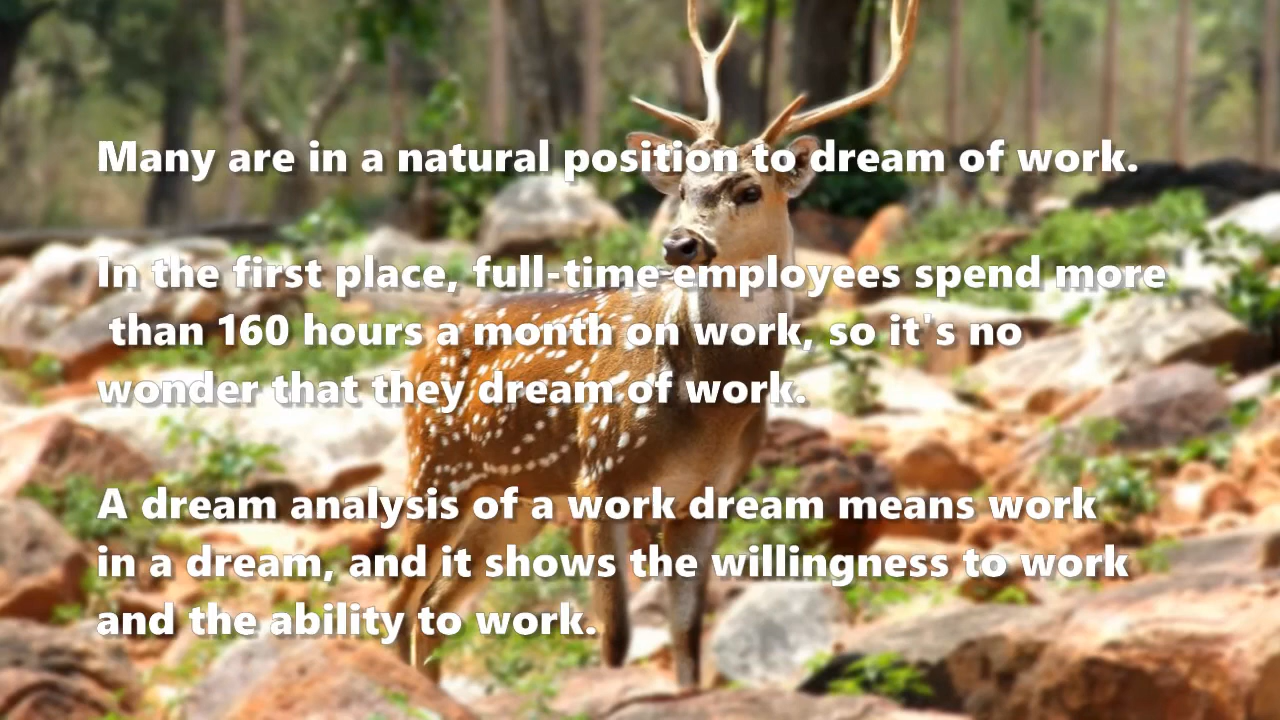 Many are in a natural position to dream of work.
In the first place, full-time employees spend more
than 160 hours a month on work, so it's no
wonder that they dream of work.
A dream analysis of a work dream means work
in a dream, and it shows the willingness to work
and the ability to work.